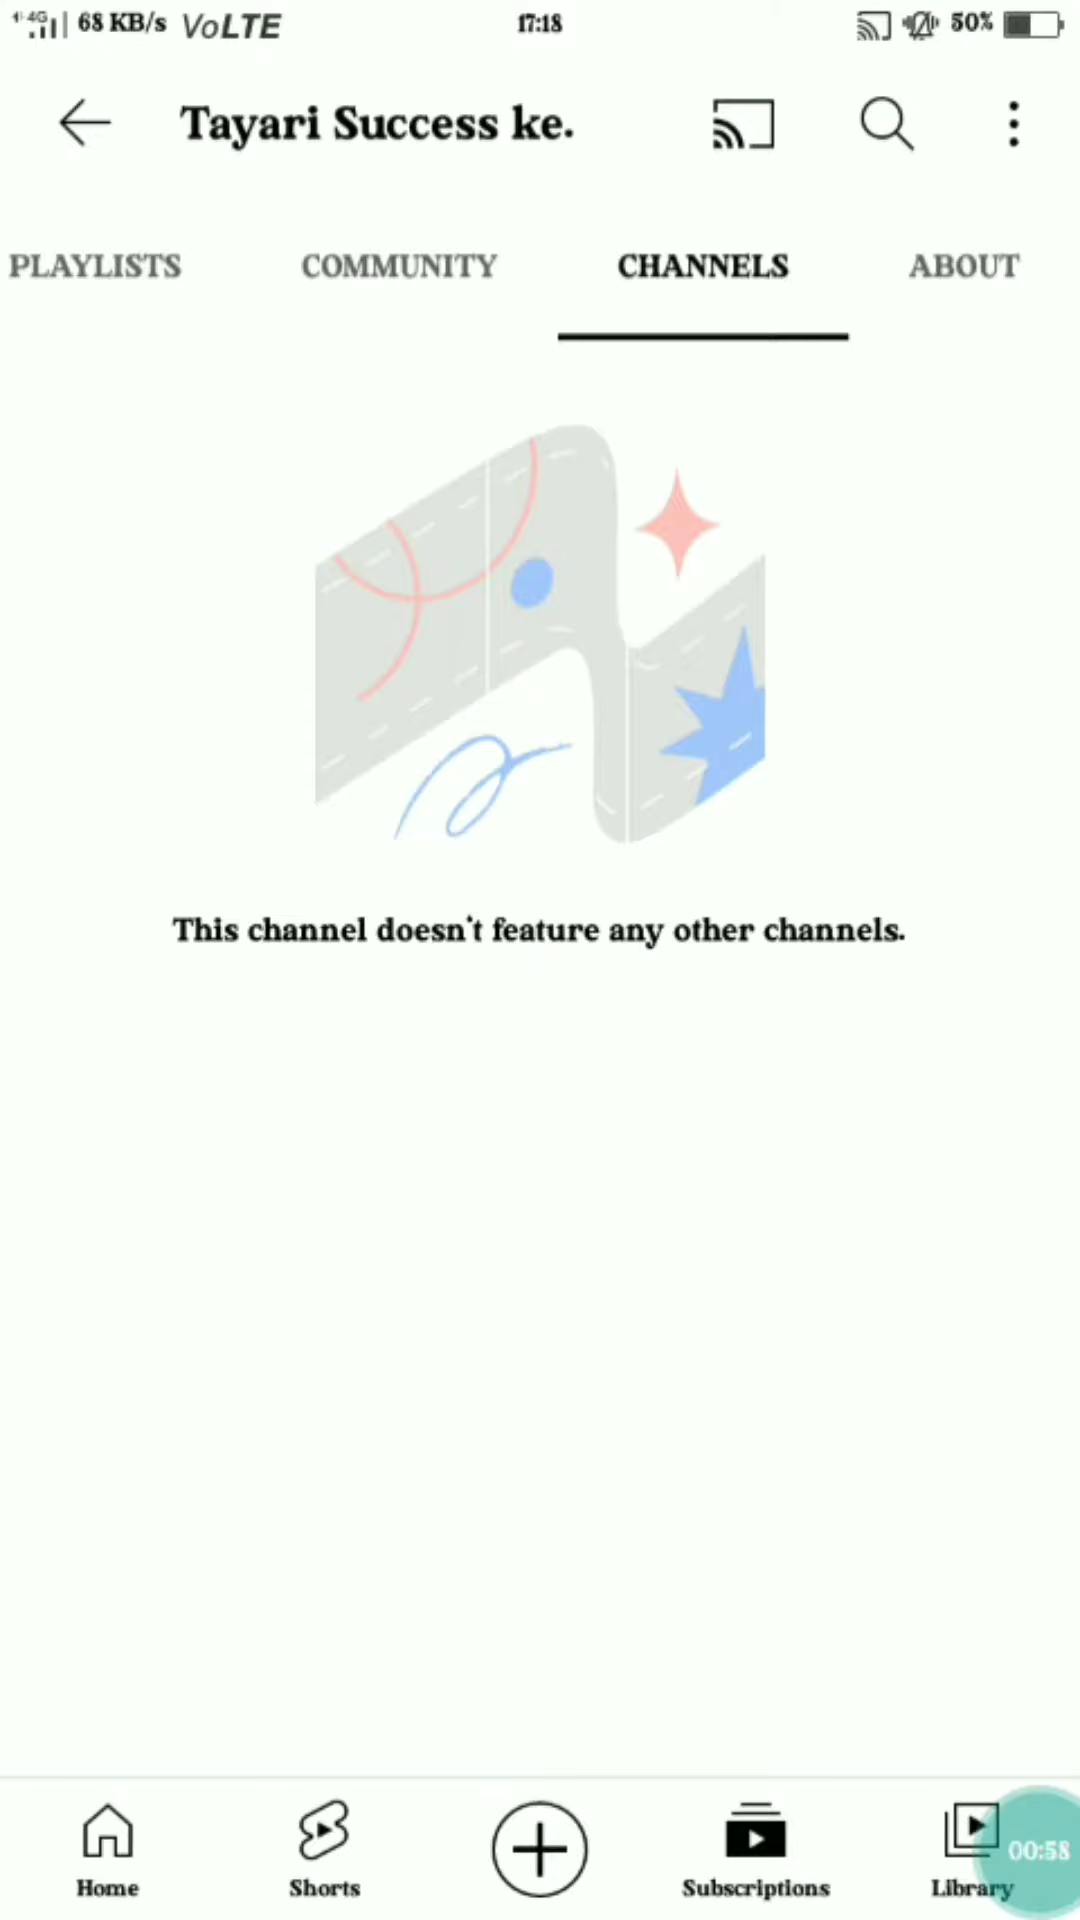 4G 68 KB/s VoLTE 17:18 50%
Tayari Success ke.
PLAYLISTS COMMUNITY CHANNELS ABOUT
This channel doesn't feature any other channels.
Home Shorts Subscriptions Library 00:58